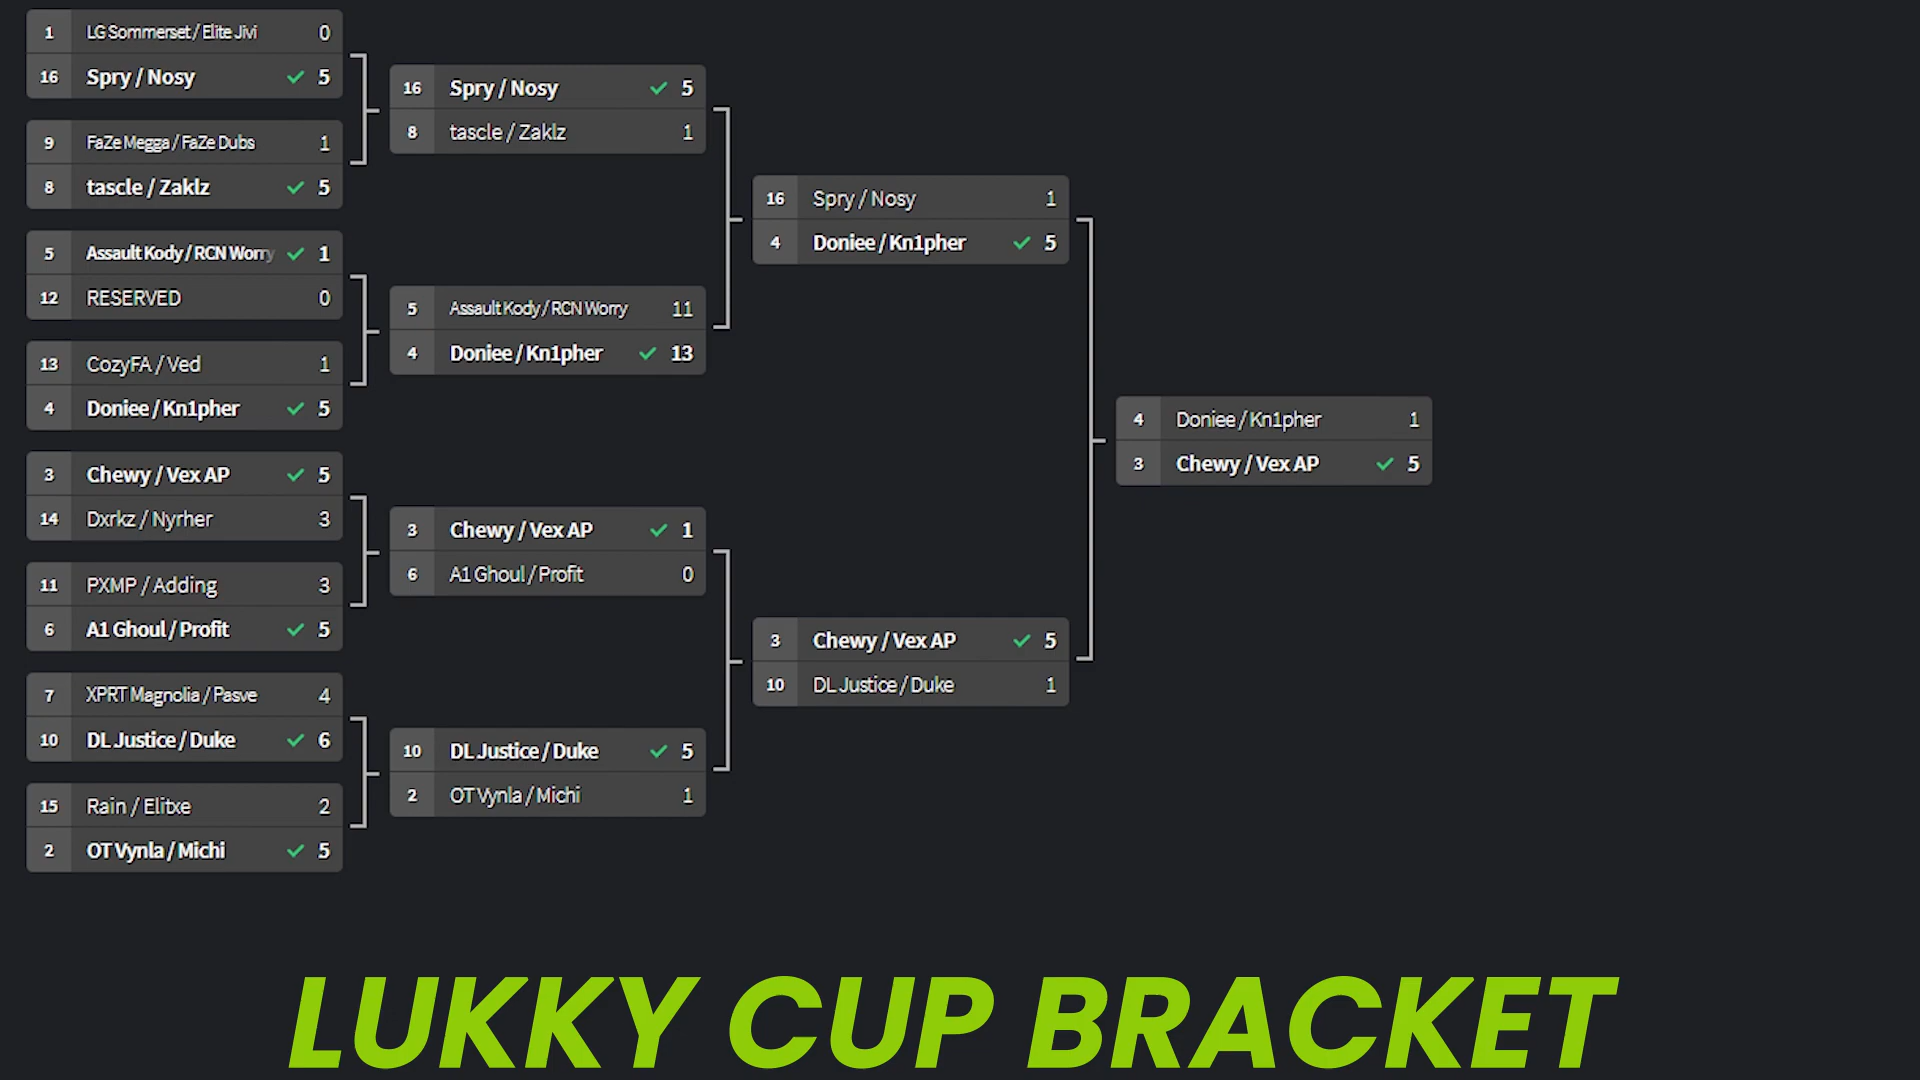 1 LG Sommerset / Elite Jivi 0
16 Spry / Nosy ✓ 5
9 FaZe Megga / FaZe Dubs 1
8 tascle / Zaklz ✓ 5
5 Assault Kody / RCN Worry ✓ 1
12 RESERVED 0
13 CozyFA / Ved 1
4 Doniee / Kn1pher ✓ 5
3 Chewy / Vex AP ✓ 5
14 Dxrkz / Nyrher 3
11 PXMP / Adding 3
6 A1 Ghoul / Profit ✓ 5
7 XPRT Magnolia / Pasve 4
10 DL Justice / Duke ✓ 6
15 Rain / Elitxe 2
2 OT Vynla / Michi ✓ 5
16 Spry / Nosy ✓ 5
8 tascle / Zaklz 1
5 Assault Kody / RCN Worry 11
4 Doniee / Kn1pher ✓ 13
3 Chewy / Vex AP ✓ 1
6 A1 Ghoul / Profit 0
10 DL Justice / Duke ✓ 5
2 OT Vynla / Michi 1
16 Spry / Nosy 1
4 Doniee / Kn1pher ✓ 5
3 Chewy / Vex AP ✓ 5
10 DL Justice / Duke 1
4 Doniee / Kn1pher 1
3 Chewy / Vex AP ✓ 5
LUKKY CUP BRACKET